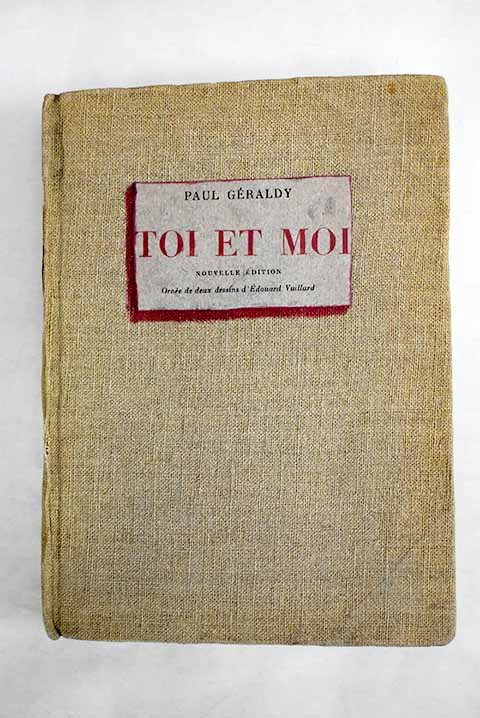 PAUL GÉRALDY
TOI ET MOI
NOUVELLE ÉDITION
Ornée de deux dessins d'Édouard Vuillard